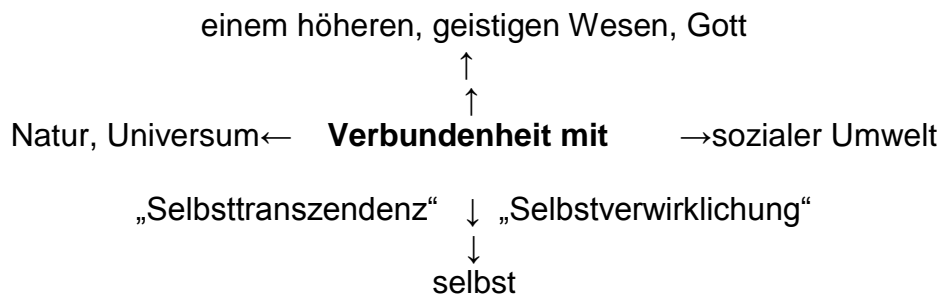 einem höheren, geistigen Wesen, Gott
↑
↑
Natur, Universum← Verbundenheit mit →sozialer Umwelt
„Selbsttranszendenz“ ↓ „Selbstverwirklichung“
↓
selbst